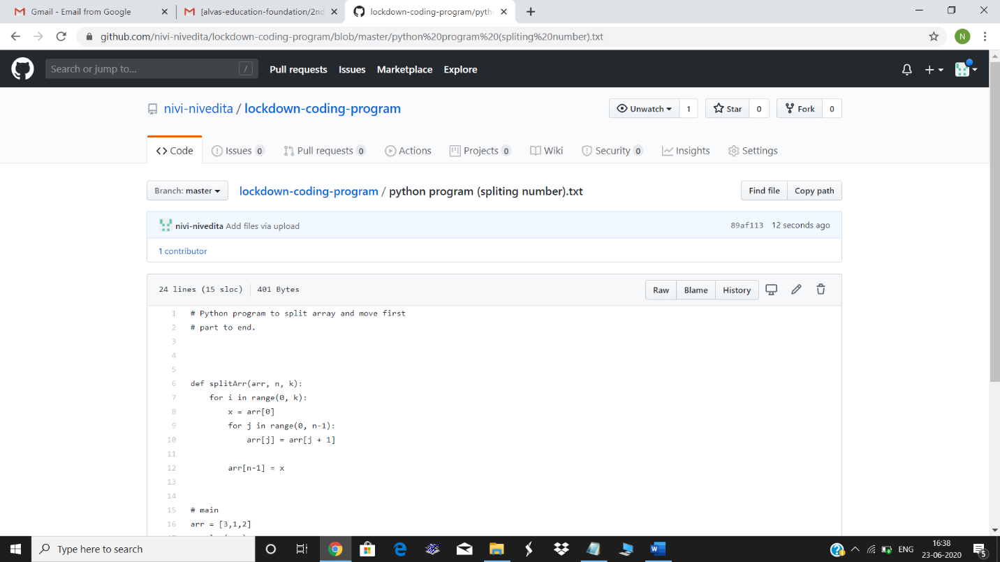 Gmail - Email from Google
[alvas-education-foundation/2nd
lockdown-coding-program/pytho
github.com/nivi-nivedita/lockdown-coding-program/blob/master/python%20program%20(spliting%20number).txt
N
Search or jump to...
/
Pull requests Issues Marketplace Explore
nivi-nivedita / lockdown-coding-program
Unwatch 1 Star 0 Fork 0
Code Issues 0 Pull requests 0 Actions Projects 0 Wiki Security 0 Insights Settings
Branch: master lockdown-coding-program / python program (spliting number).txt Find file Copy path
nivi-nivedita Add files via upload 89af113 12 seconds ago
1 contributor
24 lines (15 sloc) 401 Bytes Raw Blame History
1 # Python program to split array and move first
2 # part to end.
3
4
5
6 def splitArr(arr, n, k):
7     for i in range(0, k):
8         x = arr[0]
9         for j in range(0, n-1):
10             arr[j] = arr[j + 1]
11
12         arr[n-1] = x
13
14
15 # main
16 arr = [3,1,2]
Type here to search
ENG
16:38
23-06-2020
5